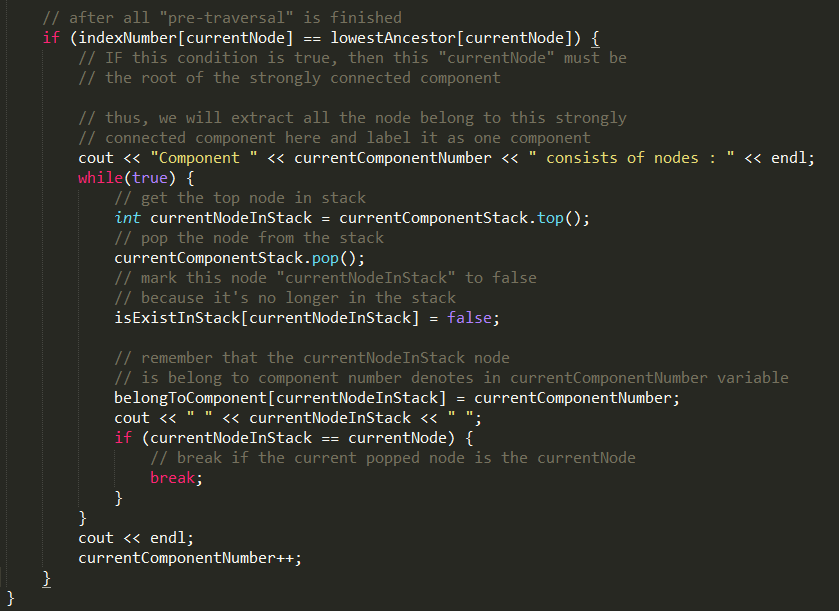 // after all "pre-traversal" is finished
if (indexNumber[currentNode] == lowestAncestor[currentNode]) {
// IF this condition is true, then this "currentNode" must be
// the root of the strongly connected component
// thus, we will extract all the node belong to this strongly
// connected component here and label it as one component
cout << "Component " << currentComponentNumber << " consists of nodes : " << endl;
while(true) {
// get the top node in stack
int currentNodeInStack = currentComponentStack.top();
// pop the node from the stack
currentComponentStack.pop();
// mark this node "currentNodeInStack" to false
// because it's no longer in the stack
isExistInStack[currentNodeInStack] = false;
// remember that the currentNodeInStack node
// is belong to component number denotes in currentComponentNumber variable
belongToComponent[currentNodeInStack] = currentComponentNumber;
cout << " " << currentNodeInStack << " ";
if (currentNodeInStack == currentNode) {
// break if the current popped node is the currentNode
break;
}
}
cout << endl;
currentComponentNumber++;
}
}